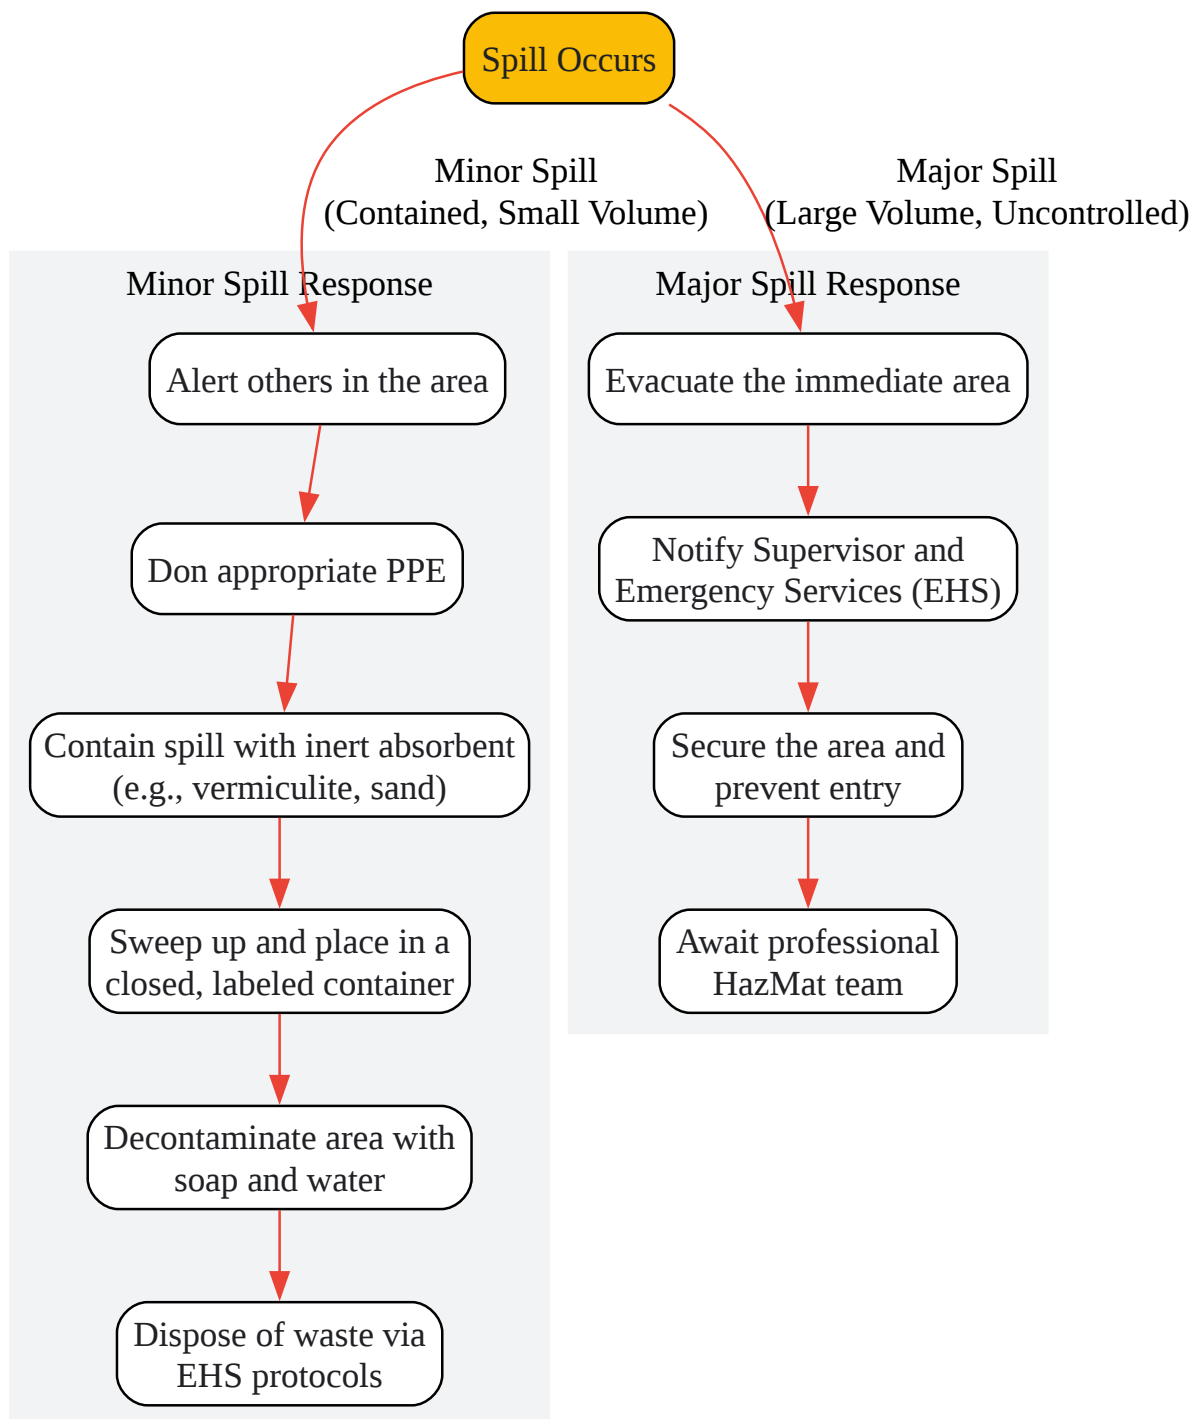 Spill Occurs
Minor Spill
(Contained, Small Volume)
Major Spill
(Large Volume, Uncontrolled)
Minor Spill Response
Alert others in the area
Don appropriate PPE
Contain spill with inert absorbent
(e.g., vermiculite, sand)
Sweep up and place in a
closed, labeled container
Decontaminate area with
soap and water
Dispose of waste via
EHS protocols
Major Spill Response
Evacuate the immediate area
Notify Supervisor and
Emergency Services (EHS)
Secure the area and
prevent entry
Await professional
HazMat team